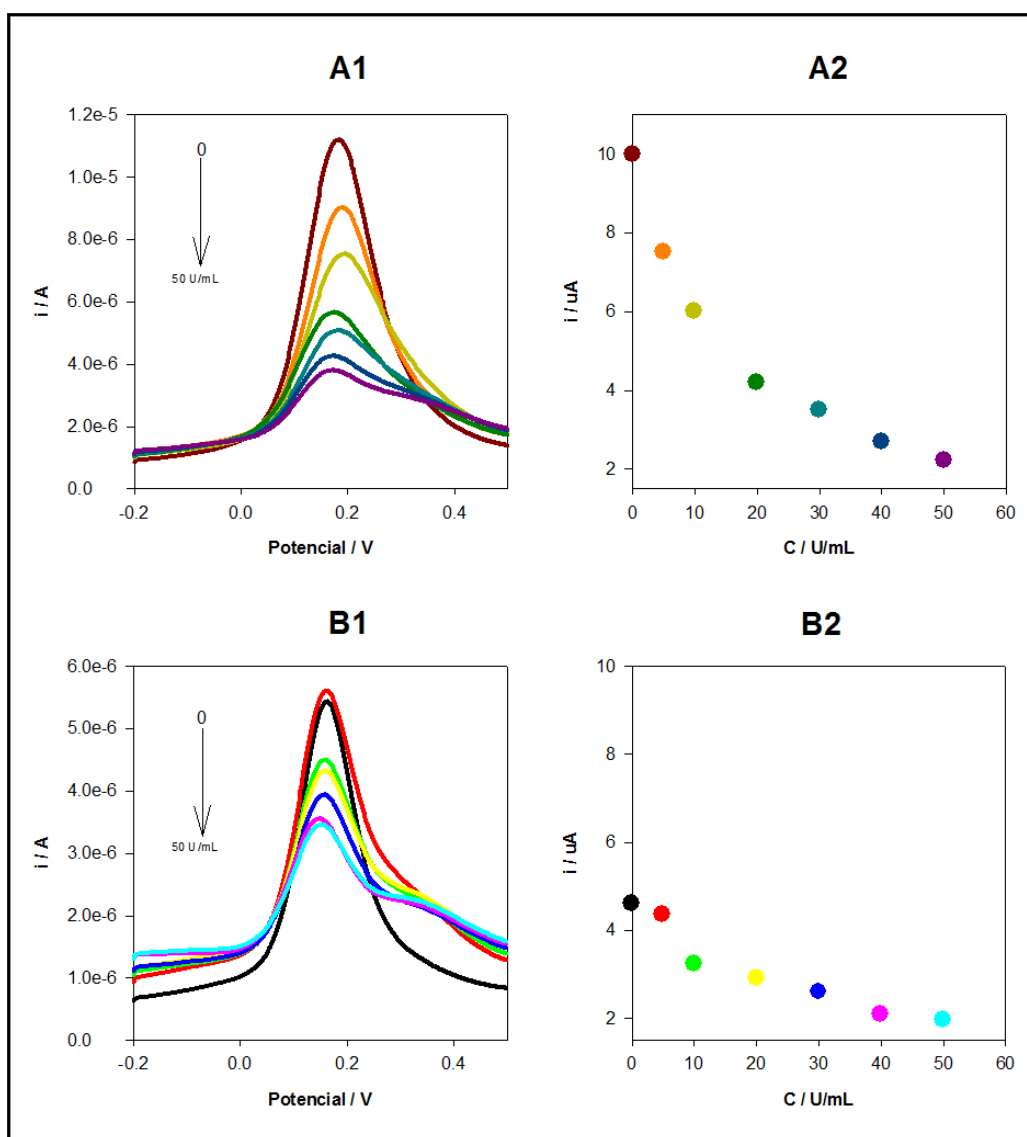 A1
1.2e-5
1.0e-5
8.0e-6
6.0e-6
4.0e-6
2.0e-6
0.0
i / A
0
50 U/mL
-0.2
0.0
0.2
0.4
Potencial / V
A2
10
8
6
4
2
i / uA
0
10
20
30
40
50
60
C / U/mL
B1
6.0e-6
5.0e-6
4.0e-6
3.0e-6
2.0e-6
1.0e-6
0.0
i / A
0
50 U/mL
-0.2
0.0
0.2
0.4
Potencial / V
B2
10
8
6
4
2
i / uA
0
10
20
30
40
50
60
C / U/mL